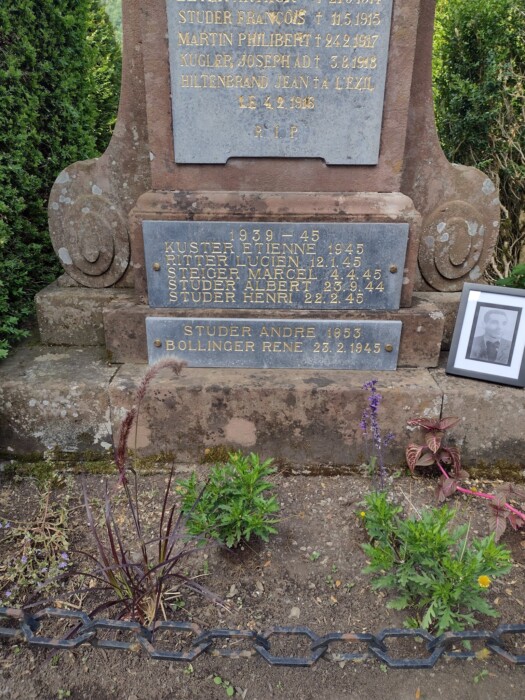 STUDER FRANÇOIS † 11.5 1915
MARTIN PHILIBERT † 24.2 1917
KUGLER JOSEPH AD † 3.8 1918
HILTENBRAND JEAN † A L'EXIL
LE 4.2 1918
R I P
1939 - 45
KUSTER ETIENNE 1945
RITTER LUCIEN 12.1.45
STEIGER MARCEL 4.4.45
STUDER ALBERT 23.9.44
STUDER HENRI 22.2.45
STUDER ANDRE 1953
BOLLINGER RENE 23.2.1943